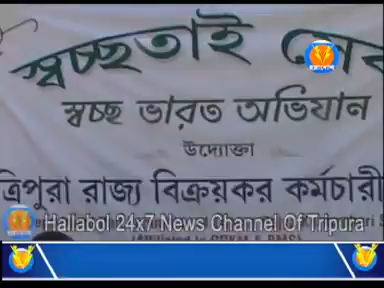 স্বচ্ছতাই
স্বচ্ছ ভারত অভিযান
উদ্যোক্তা
ত্রিপুরা রাজ্য বিক্রয়কর কর্মচারী
Hallabol 24x7 News Channel Of Tripura